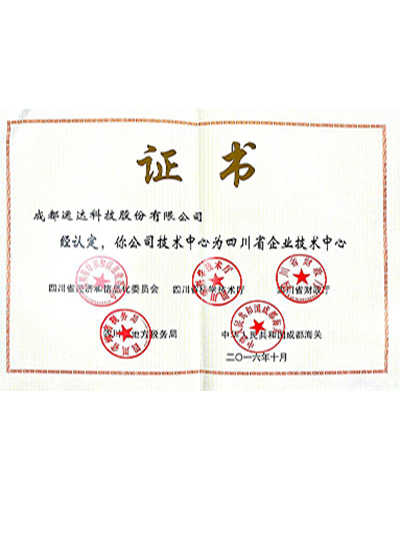 证书
成都运达科技股份有限公司
经认定，你公司技术中心为四川省企业技术中心
四川省经济和信息化委员会 四川省科学技术厅 四川省财政厅
四川省地方税务局 中华人民共和国成都海关
二〇一六年十月